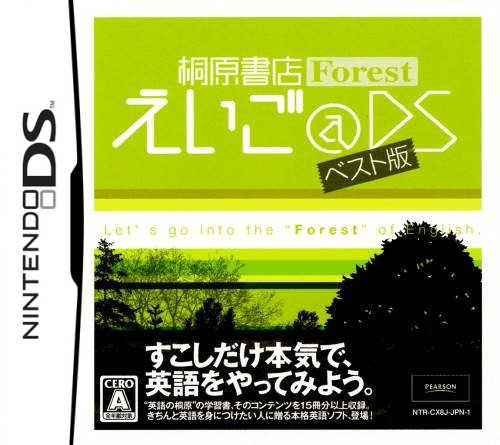 NINTENDO DS™
桐原書店 Forest
えいご@DS
ベスト版
Let's go into the "Forest" of English.
すこしだけ本気で、
英語をやってみよう。
"英語の桐原"の学習書、そのコンテンツを15冊分以上収録。
きちんと英語を身につけたい人に贈る本格英語ソフト、登場!
CERO
A
全年齢対象
PEARSON
NTR-CX8J-JPN-1